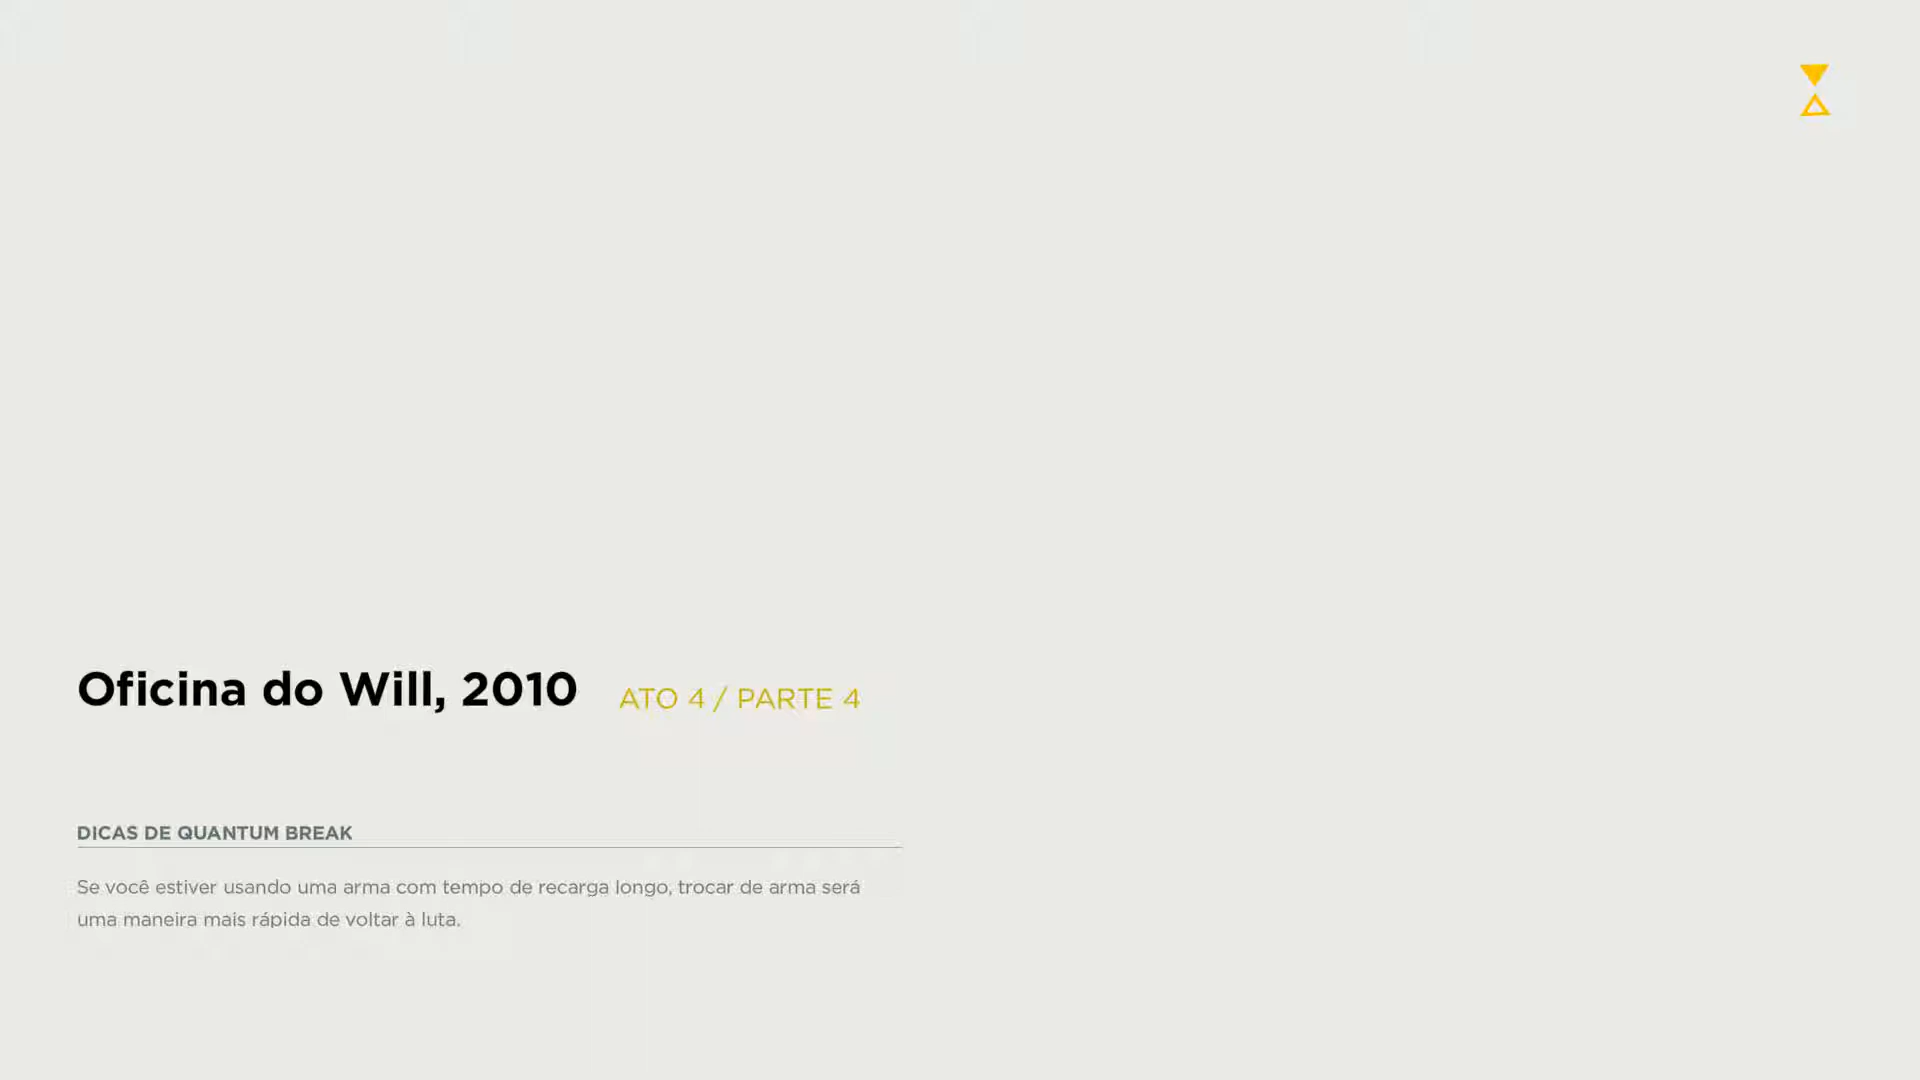 Oficina do Will, 2010 ATO 4 / PARTE 4
DICAS DE QUANTUM BREAK
Se você estiver usando uma arma com tempo de recarga longo, trocar de arma será
uma maneira mais rápida de voltar à luta.